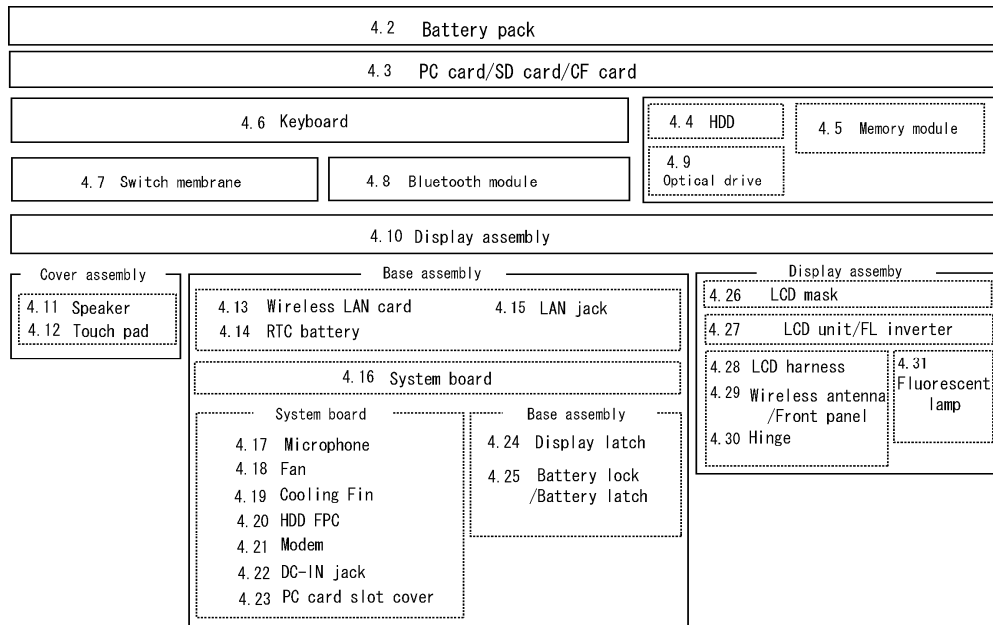 4.2 Battery pack
4.3 PC card/SD card/CF card
4.6 Keyboard
4.4 HDD
4.5 Memory module
4.9
Optical drive
4.7 Switch membrane
4.8 Bluetooth module
4.10 Display assembly
Cover assembly
4.11 Speaker
4.12 Touch pad
Base assembly
4.13 Wireless LAN card
4.15 LAN jack
4.14 RTC battery
4.16 System board
System board
4.17 Microphone
4.18 Fan
4.19 Cooling Fin
4.20 HDD FPC
4.21 Modem
4.22 DC-IN jack
4.23 PC card slot cover
Base assembly
4.24 Display latch
4.25 Battery lock
/Battery latch
Display assemby
4.26 LCD mask
4.27 LCD unit/FL inverter
4.28 LCD harness
4.29 Wireless antenna
/Front panel
4.30 Hinge
4.31
Fluorescent
lamp